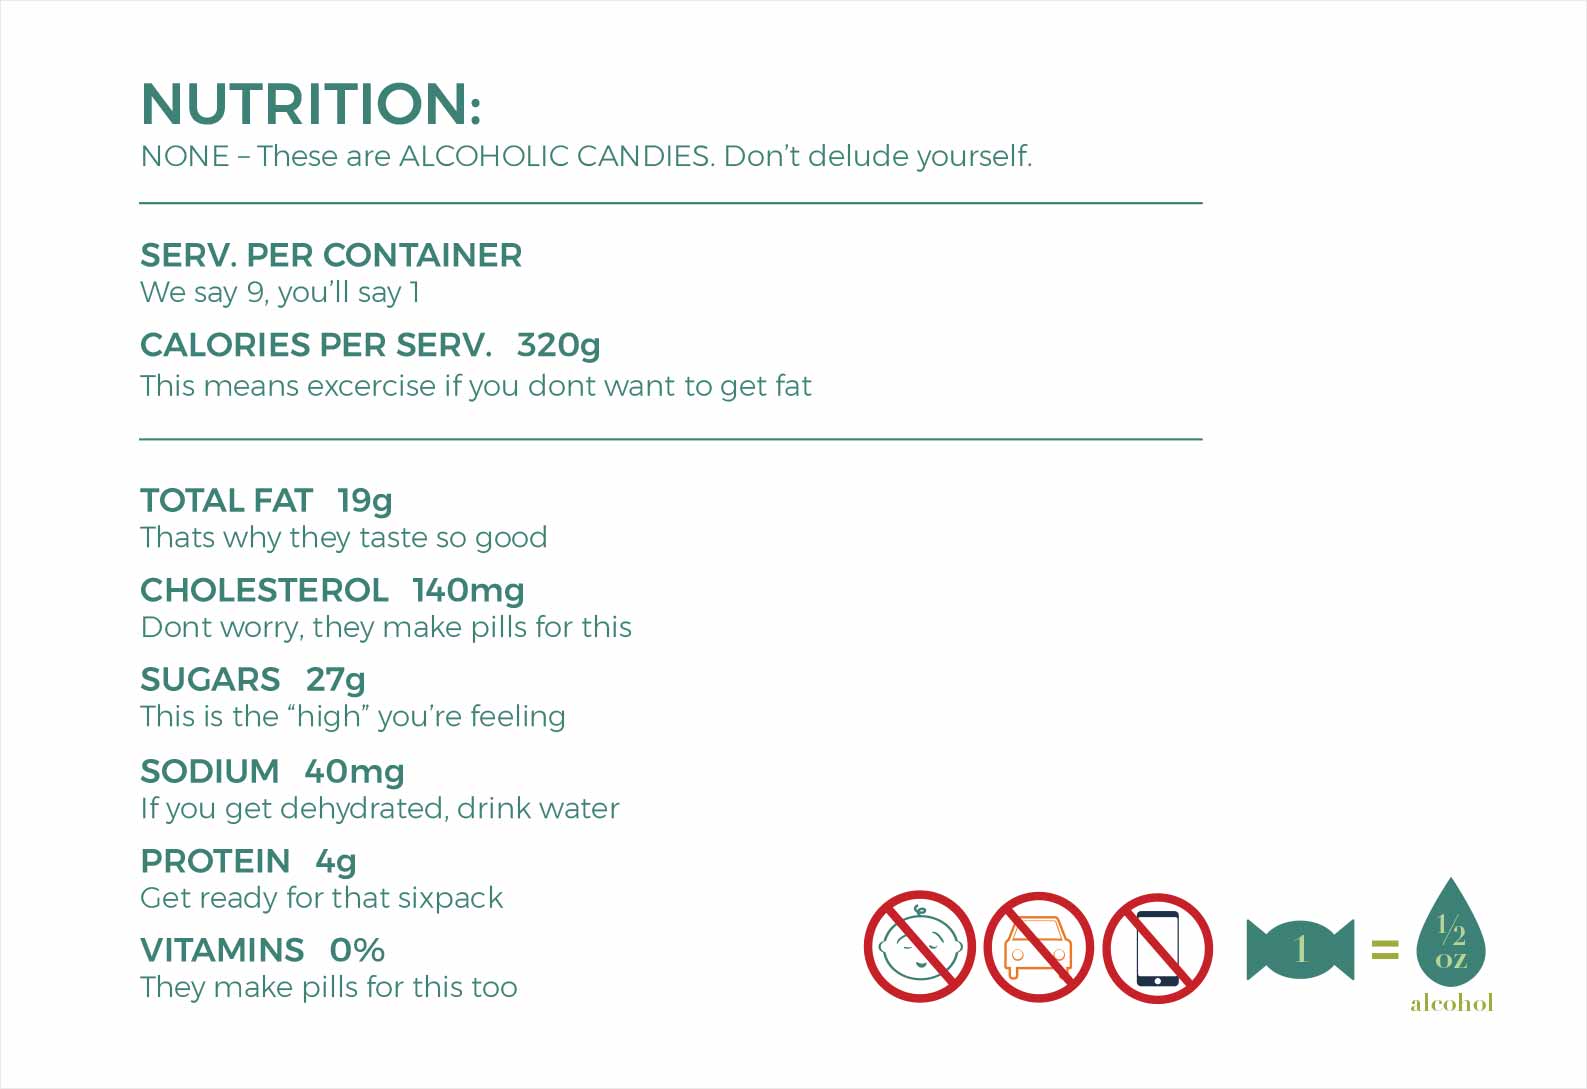 NUTRITION:
NONE – These are ALCOHOLIC CANDIES. Don’t delude yourself.
SERV. PER CONTAINER
We say 9, you’ll say 1
CALORIES PER SERV. 320g
This means excercise if you dont want to get fat
TOTAL FAT 19g
Thats why they taste so good
CHOLESTEROL 140mg
Dont worry, they make pills for this
SUGARS 27g
This is the “high” you’re feeling
SODIUM 40mg
If you get dehydrated, drink water
PROTEIN 4g
Get ready for that sixpack
VITAMINS 0%
They make pills for this too
1 = 1/2
oz
alcohol